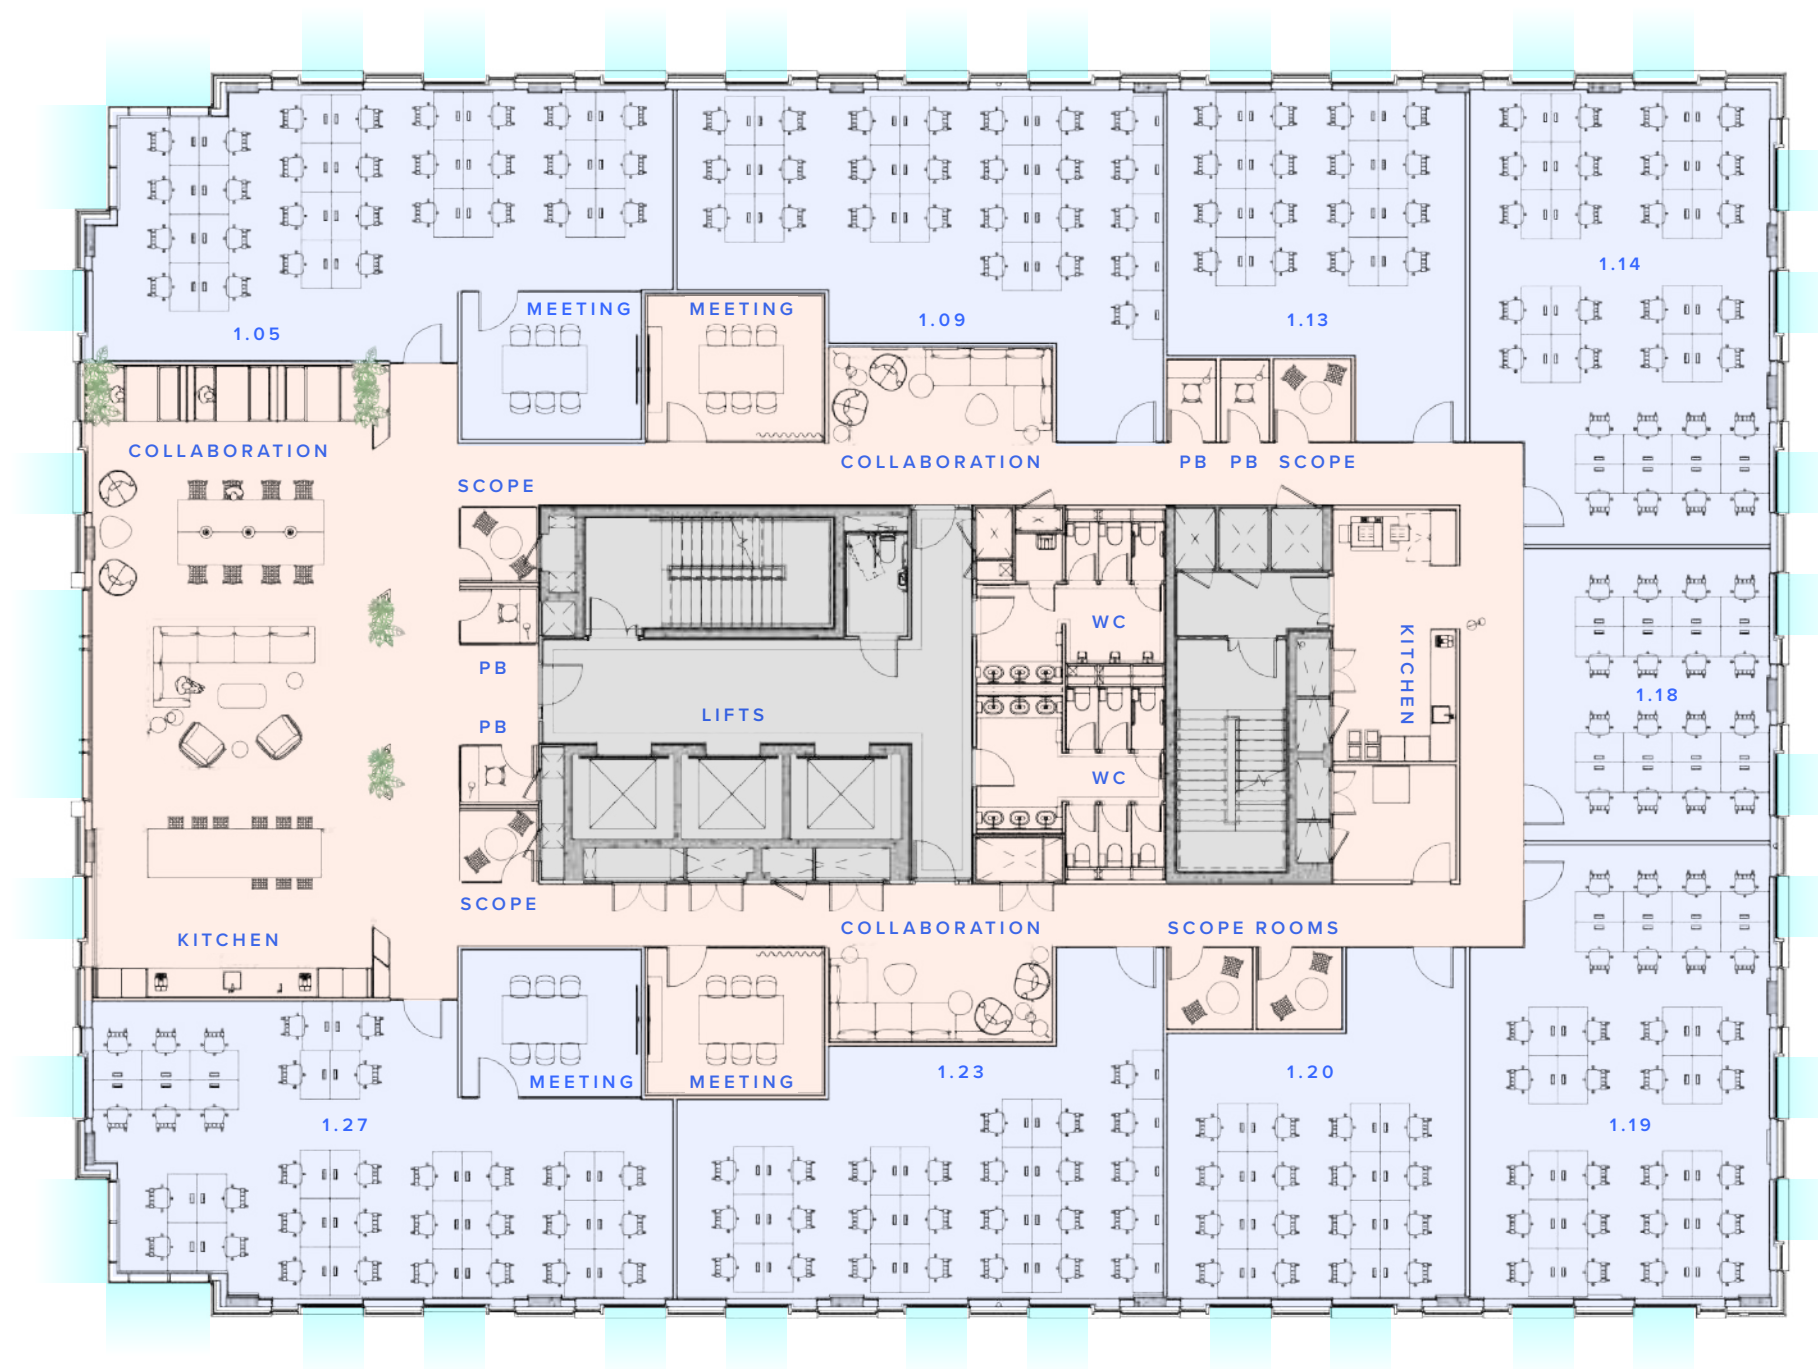 MEETING
MEETING
1.05
1.09
1.13
1.14
COLLABORATION
COLLABORATION
PB
PB
SCOPE
SCOPE
WC
KITCHEN
PB
1.18
LIFTS
PB
WC
SCOPE
COLLABORATION
SCOPE ROOMS
KITCHEN
1.23
1.20
MEETING
MEETING
1.27
1.19